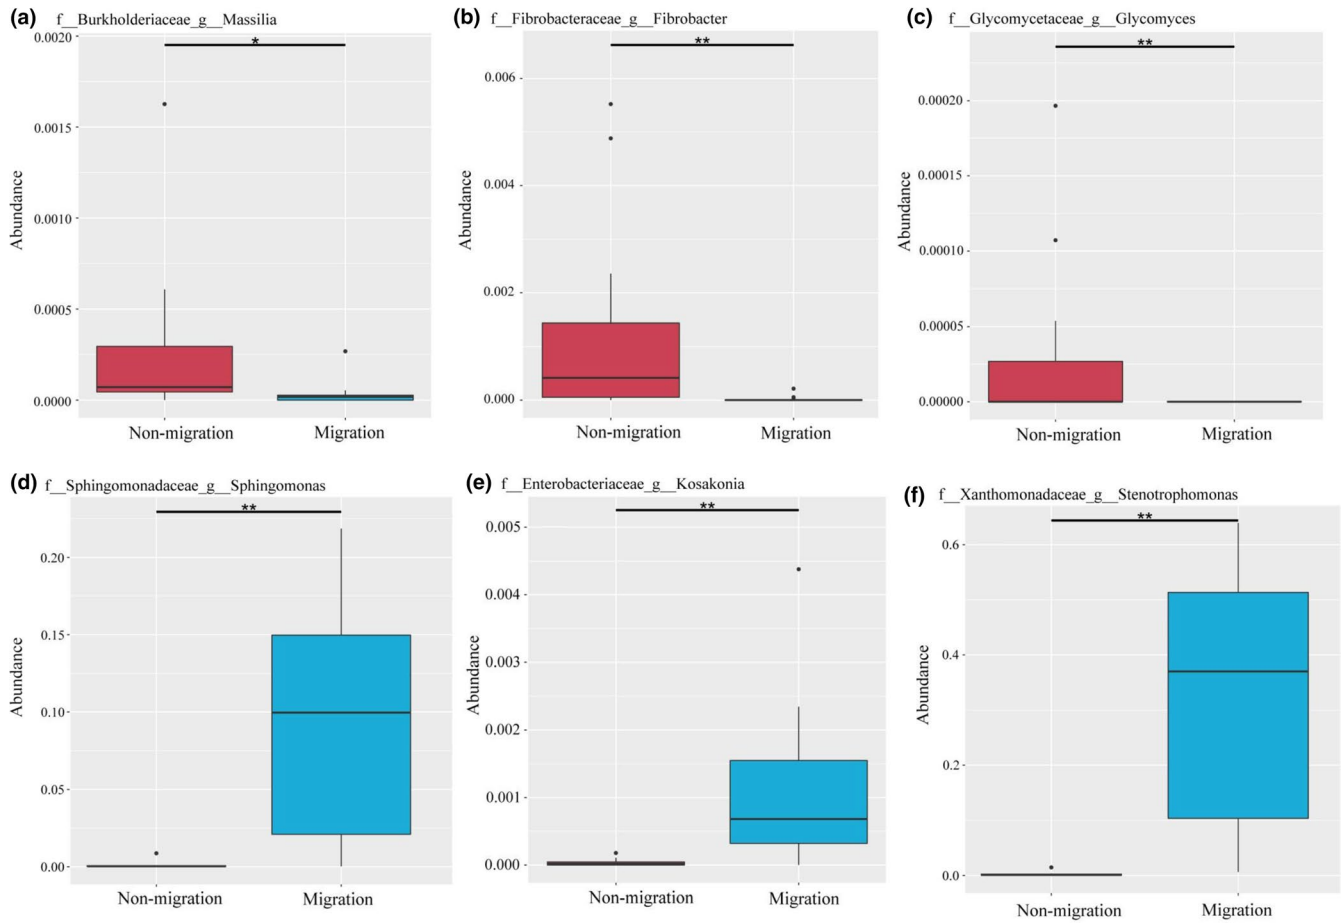 (a) f__Burkholderiaceae_g__Massilia
*
0.0020
0.0015
0.0010
0.0005
0.0000
Abundance
Non-migration Migration
(b) f__Fibrobacteraceae_g__Fibrobacter
**
0.006
0.004
0.002
0.000
Abundance
Non-migration Migration
(c) f__Glycomycetaceae_g__Glycomyces
**
0.00020
0.00015
0.00010
0.00005
0.00000
Abundance
Non-migration Migration
(d) f__Sphingomonadaceae_g__Sphingomonas
**
0.20
0.15
0.10
0.05
0.00
Abundance
Non-migration Migration
(e) f__Enterobacteriaceae_g__Kosakonia
**
0.005
0.004
0.003
0.002
0.001
0.000
Abundance
Non-migration Migration
(f) f__Xanthomonadaceae_g__Stenotrophomonas
**
0.6
0.4
0.2
0.0
Abundance
Non-migration Migration